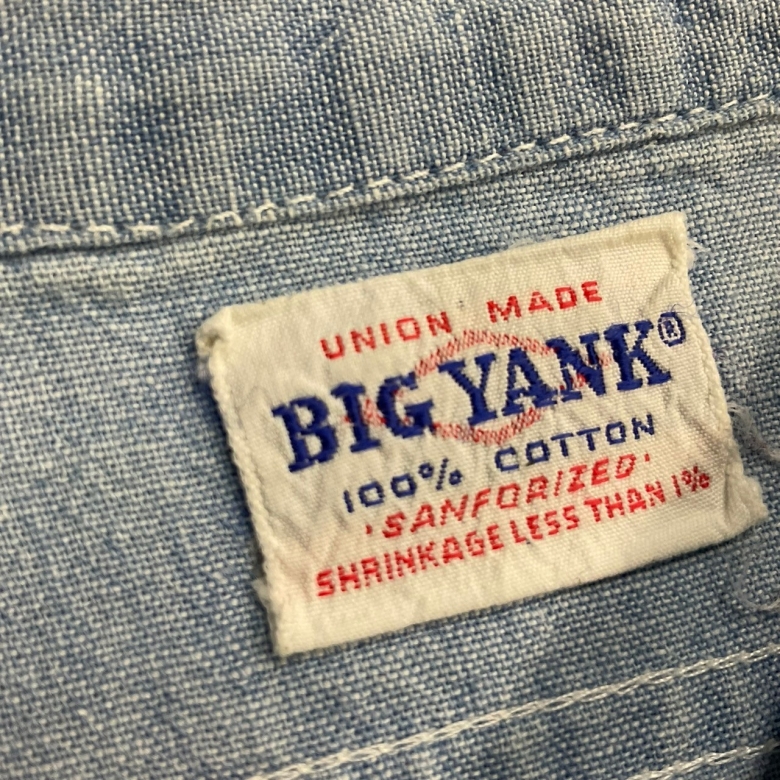 UNION MADE
BIG YANK®
100% COTTON
'SANFORIZED'
SHRINKAGE LESS THAN 1%